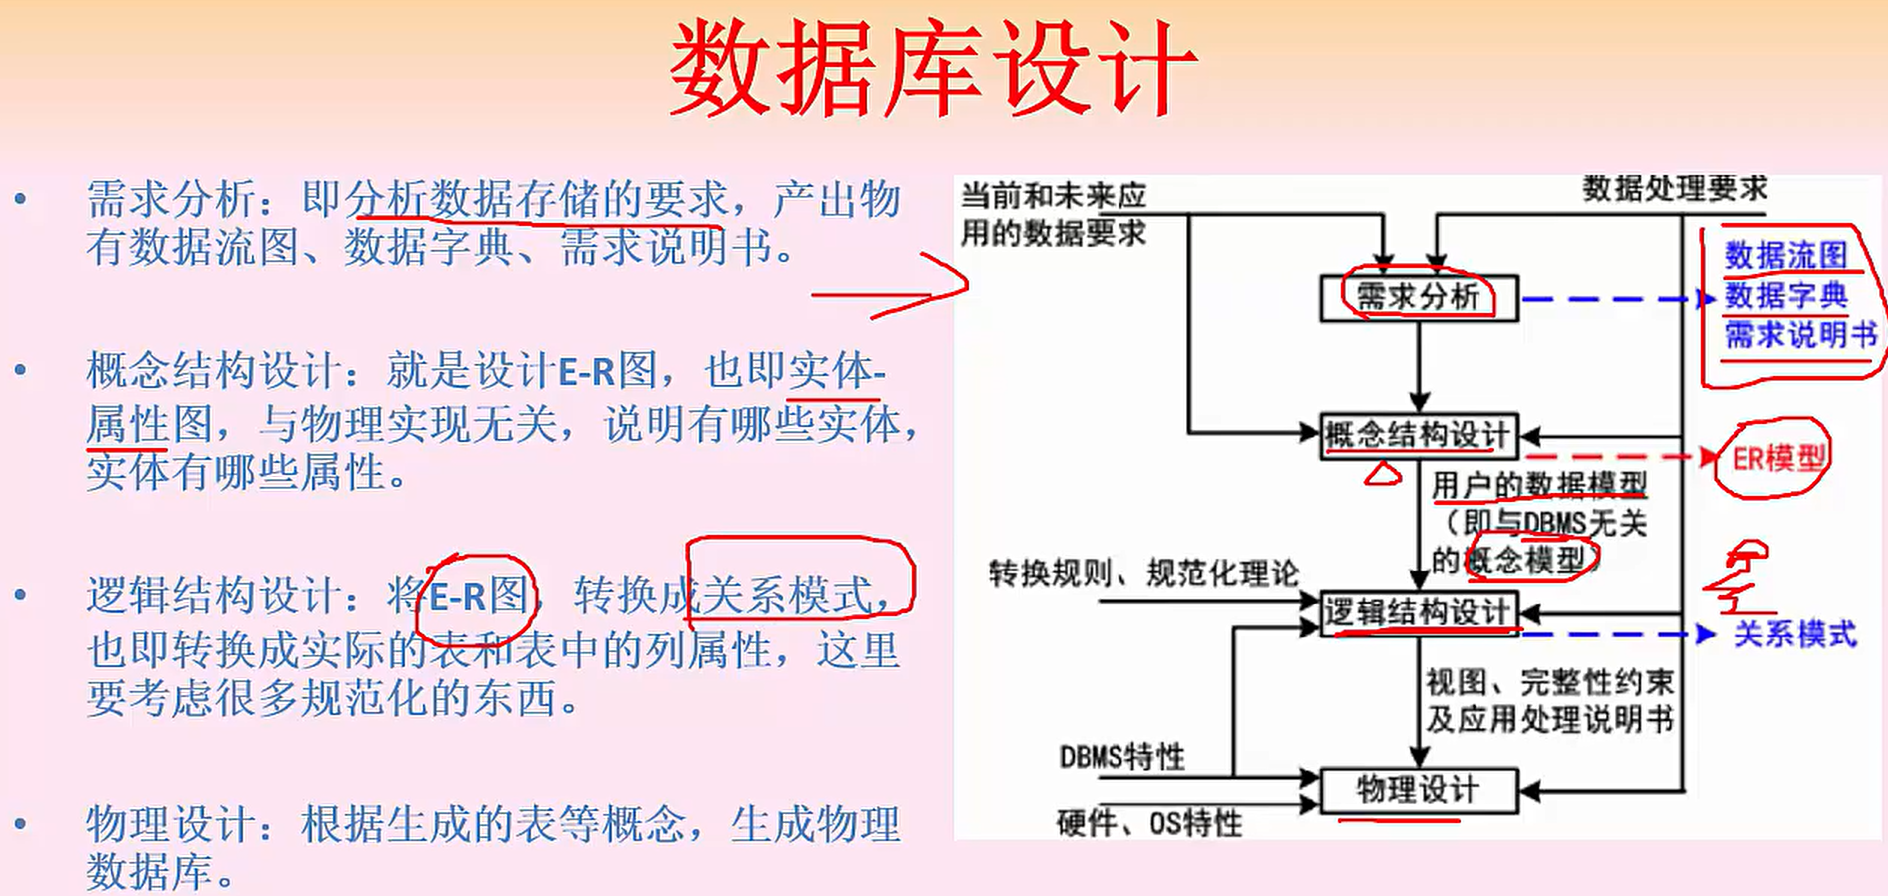 数据库设计
• 需求分析：即分析数据存储的要求，产出物
有数据流图、数据字典、需求说明书。
• 概念结构设计：就是设计E-R图，也即实体-
属性图，与物理实现无关，说明有哪些实体，
实体有哪些属性。
• 逻辑结构设计：将E-R图，转换成关系模式，
也即转换成实际的表和表中的列属性，这里
要考虑很多规范化的东西。
• 物理设计：根据生成的表等概念，生成物理
数据库。
当前和未来应
用的数据要求
数据处理要求
需求分析
数据流图
数据字典
需求说明书
概念结构设计
ER模型
用户的数据模型
（即与DBMS无关
的概念模型）
转换规则、规范化理论
逻辑结构设计
关系模式
视图、完整性约束
及应用处理说明书
DBMS特性
物理设计
硬件、OS特性